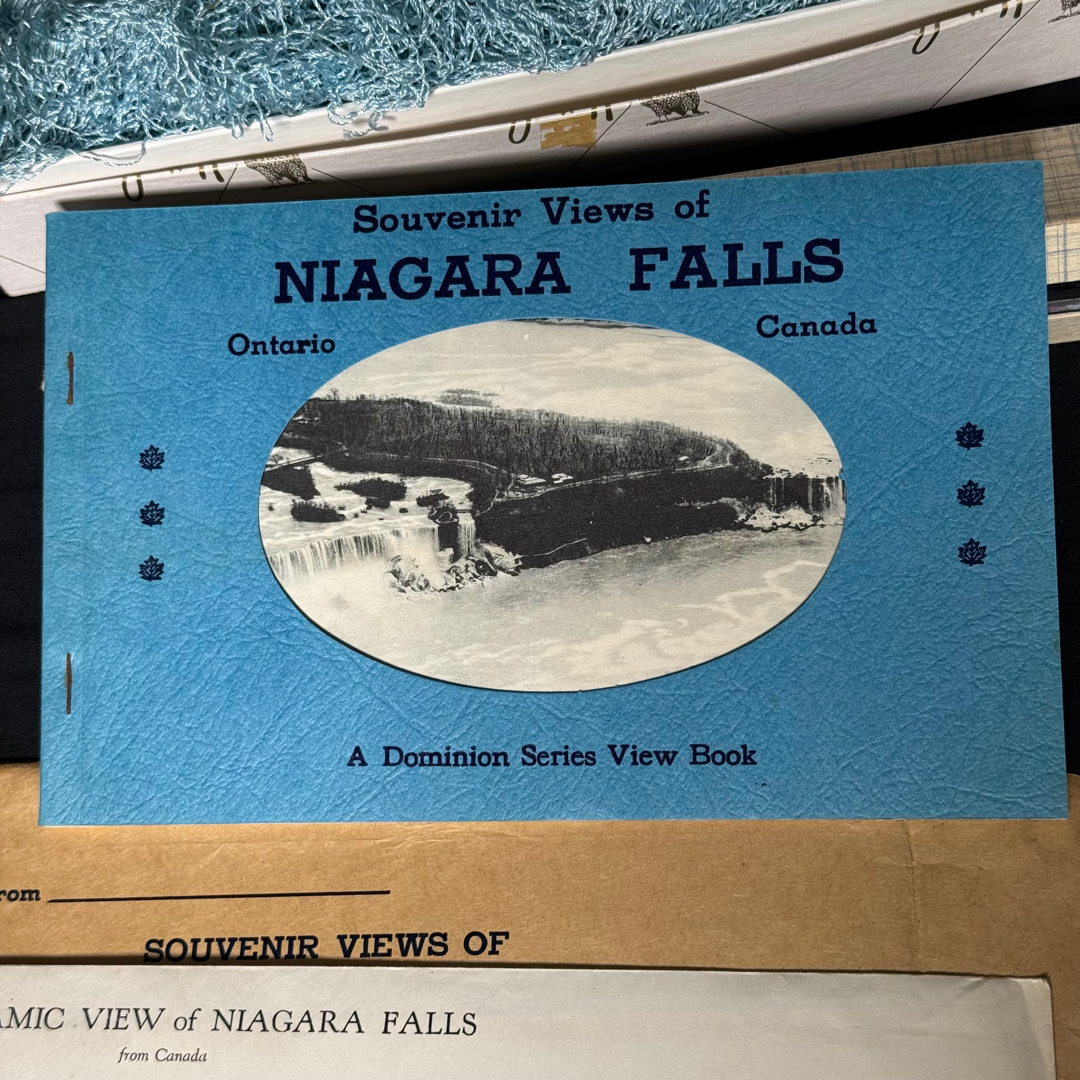 Souvenir Views of
NIAGARA FALLS
Ontario
Canada
A Dominion Series View Book
rom
SOUVENIR VIEWS OF
AMIC VIEW of NIAGARA FALLS
from Canada